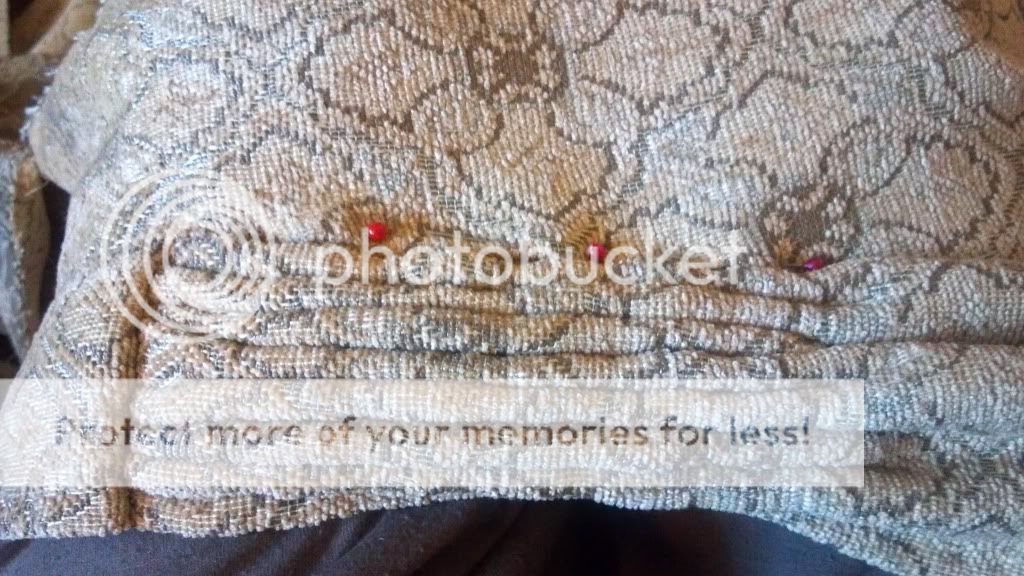 photobucket
Protect more of your memories for less!